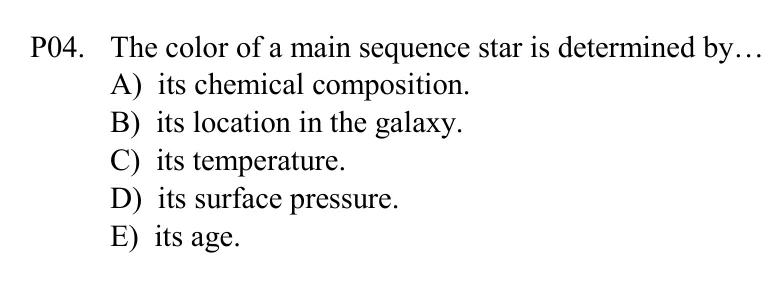 P04. The color of a main sequence star is determined by…
A) its chemical composition.
B) its location in the galaxy.
C) its temperature.
D) its surface pressure.
E) its age.